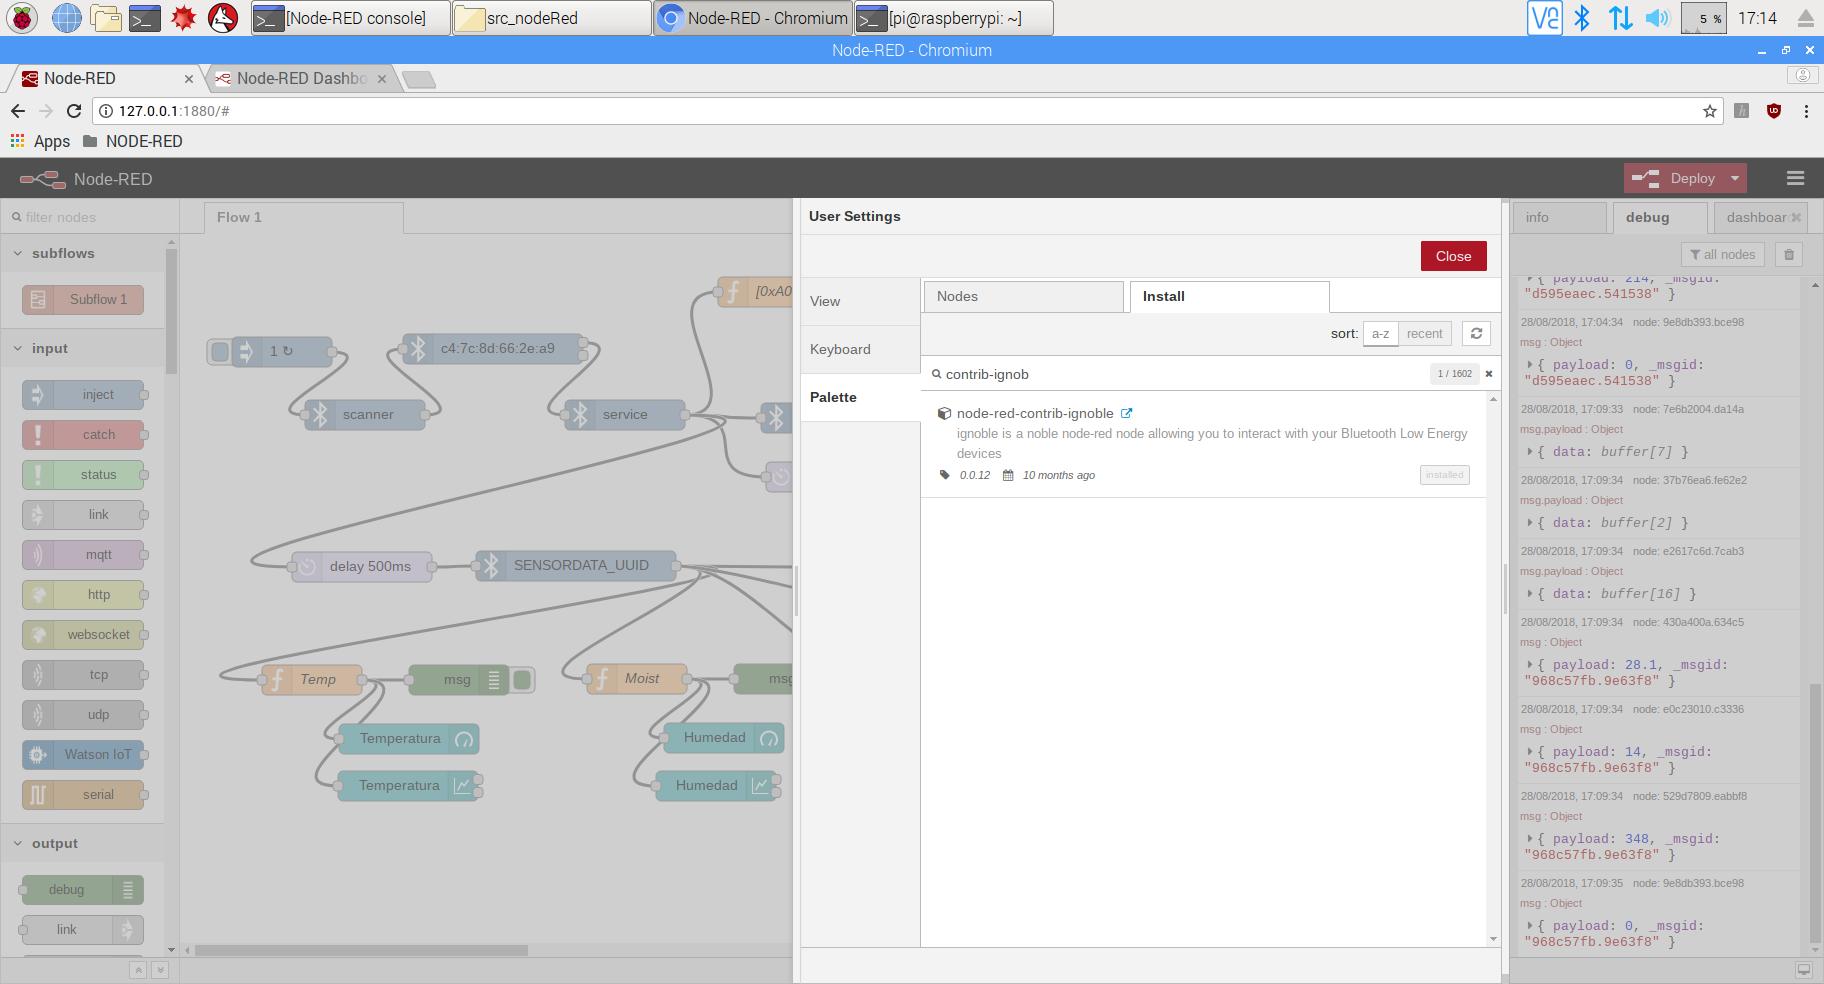 [Node-RED console]
src_nodeRed
Node-RED - Chromium
[pi@raspberrypi: ~]
5 %
17:14
Node-RED - Chromium
Node-RED
Node-RED Dashbo
127.0.0.1:1880/#
Apps
NODE-RED
Node-RED
Deploy
filter nodes
subflows
Subflow 1
input
inject
catch
status
link
mqtt
http
websocket
tcp
udp
Watson IoT
serial
output
debug
link
Flow 1
[0xA0
1 ↻
c4:7c:8d:66:2e:a9
scanner
service
delay 500ms
SENSORDATA_UUID
Temp
msg
Moist
msg
Temperatura
Humedad
Temperatura
Humedad
User Settings
Close
View
Keyboard
Palette
Nodes
Install
sort: a-z recent
contrib-ignob
1 / 1602
node-red-contrib-ignoble
ignoble is a noble node-red node allowing you to interact with your Bluetooth Low Energy
devices
0.0.12 10 months ago
installed
info
debug
dashboar
all nodes
{ payload: 214, _msgid:
"d595eaec.541538" }
28/08/2018, 17:04:34 node: 9e8db393.bce98
msg : Object
{ payload: 0, _msgid:
"d595eaec.541538" }
28/08/2018, 17:09:33 node: 7e6b2004.da14a
msg.payload : Object
{ data: buffer[7] }
28/08/2018, 17:09:34 node: 37b76ea6.fe62e2
msg.payload : Object
{ data: buffer[2] }
28/08/2018, 17:09:34 node: e2617c6d.7cab3
msg.payload : Object
{ data: buffer[16] }
28/08/2018, 17:09:34 node: 430a400a.634c5
msg : Object
{ payload: 28.1, _msgid:
"968c57fb.9e63f8" }
28/08/2018, 17:09:34 node: e0c23010.c3336
msg : Object
{ payload: 14, _msgid:
"968c57fb.9e63f8" }
28/08/2018, 17:09:34 node: 529d7809.eabbf8
msg : Object
{ payload: 348, _msgid:
"968c57fb.9e63f8" }
28/08/2018, 17:09:35 node: 9e8db393.bce98
msg : Object
{ payload: 0, _msgid:
"968c57fb.9e63f8" }